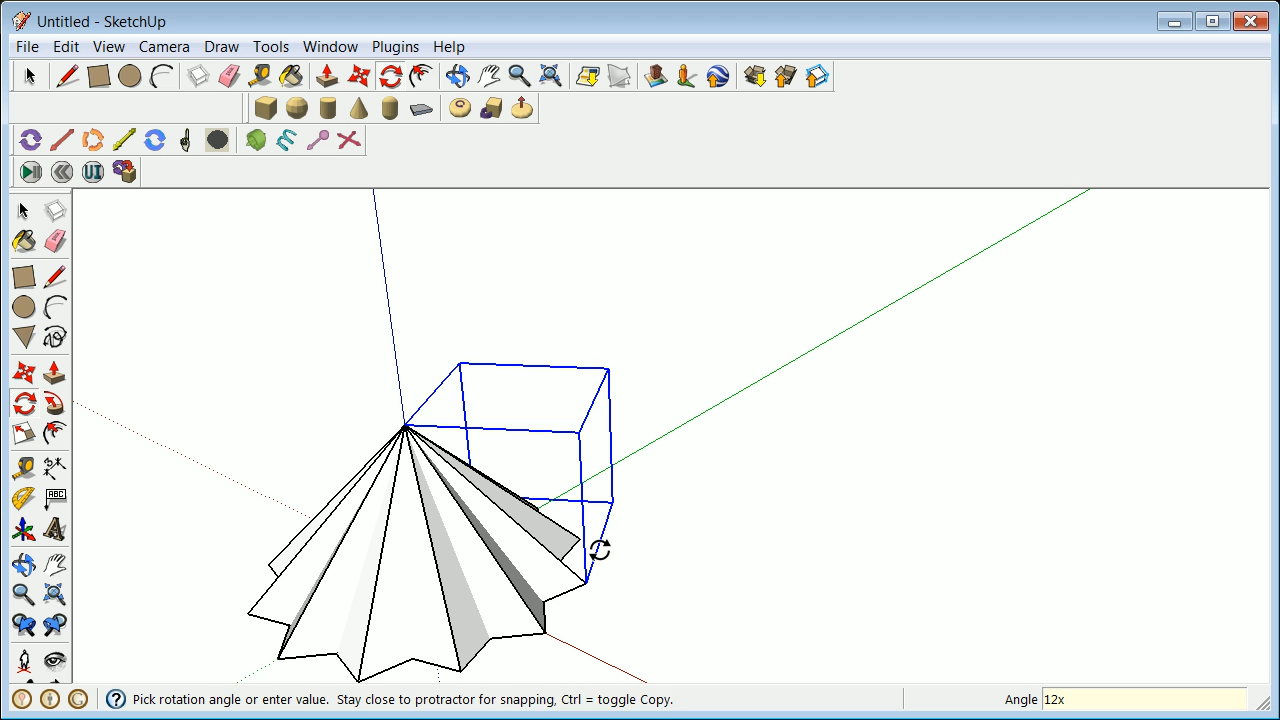 Untitled - SketchUp
File Edit View Camera Draw Tools Window Plugins Help
UI
ABC
Pick rotation angle or enter value. Stay close to protractor for snapping, Ctrl = toggle Copy. Angle 12x